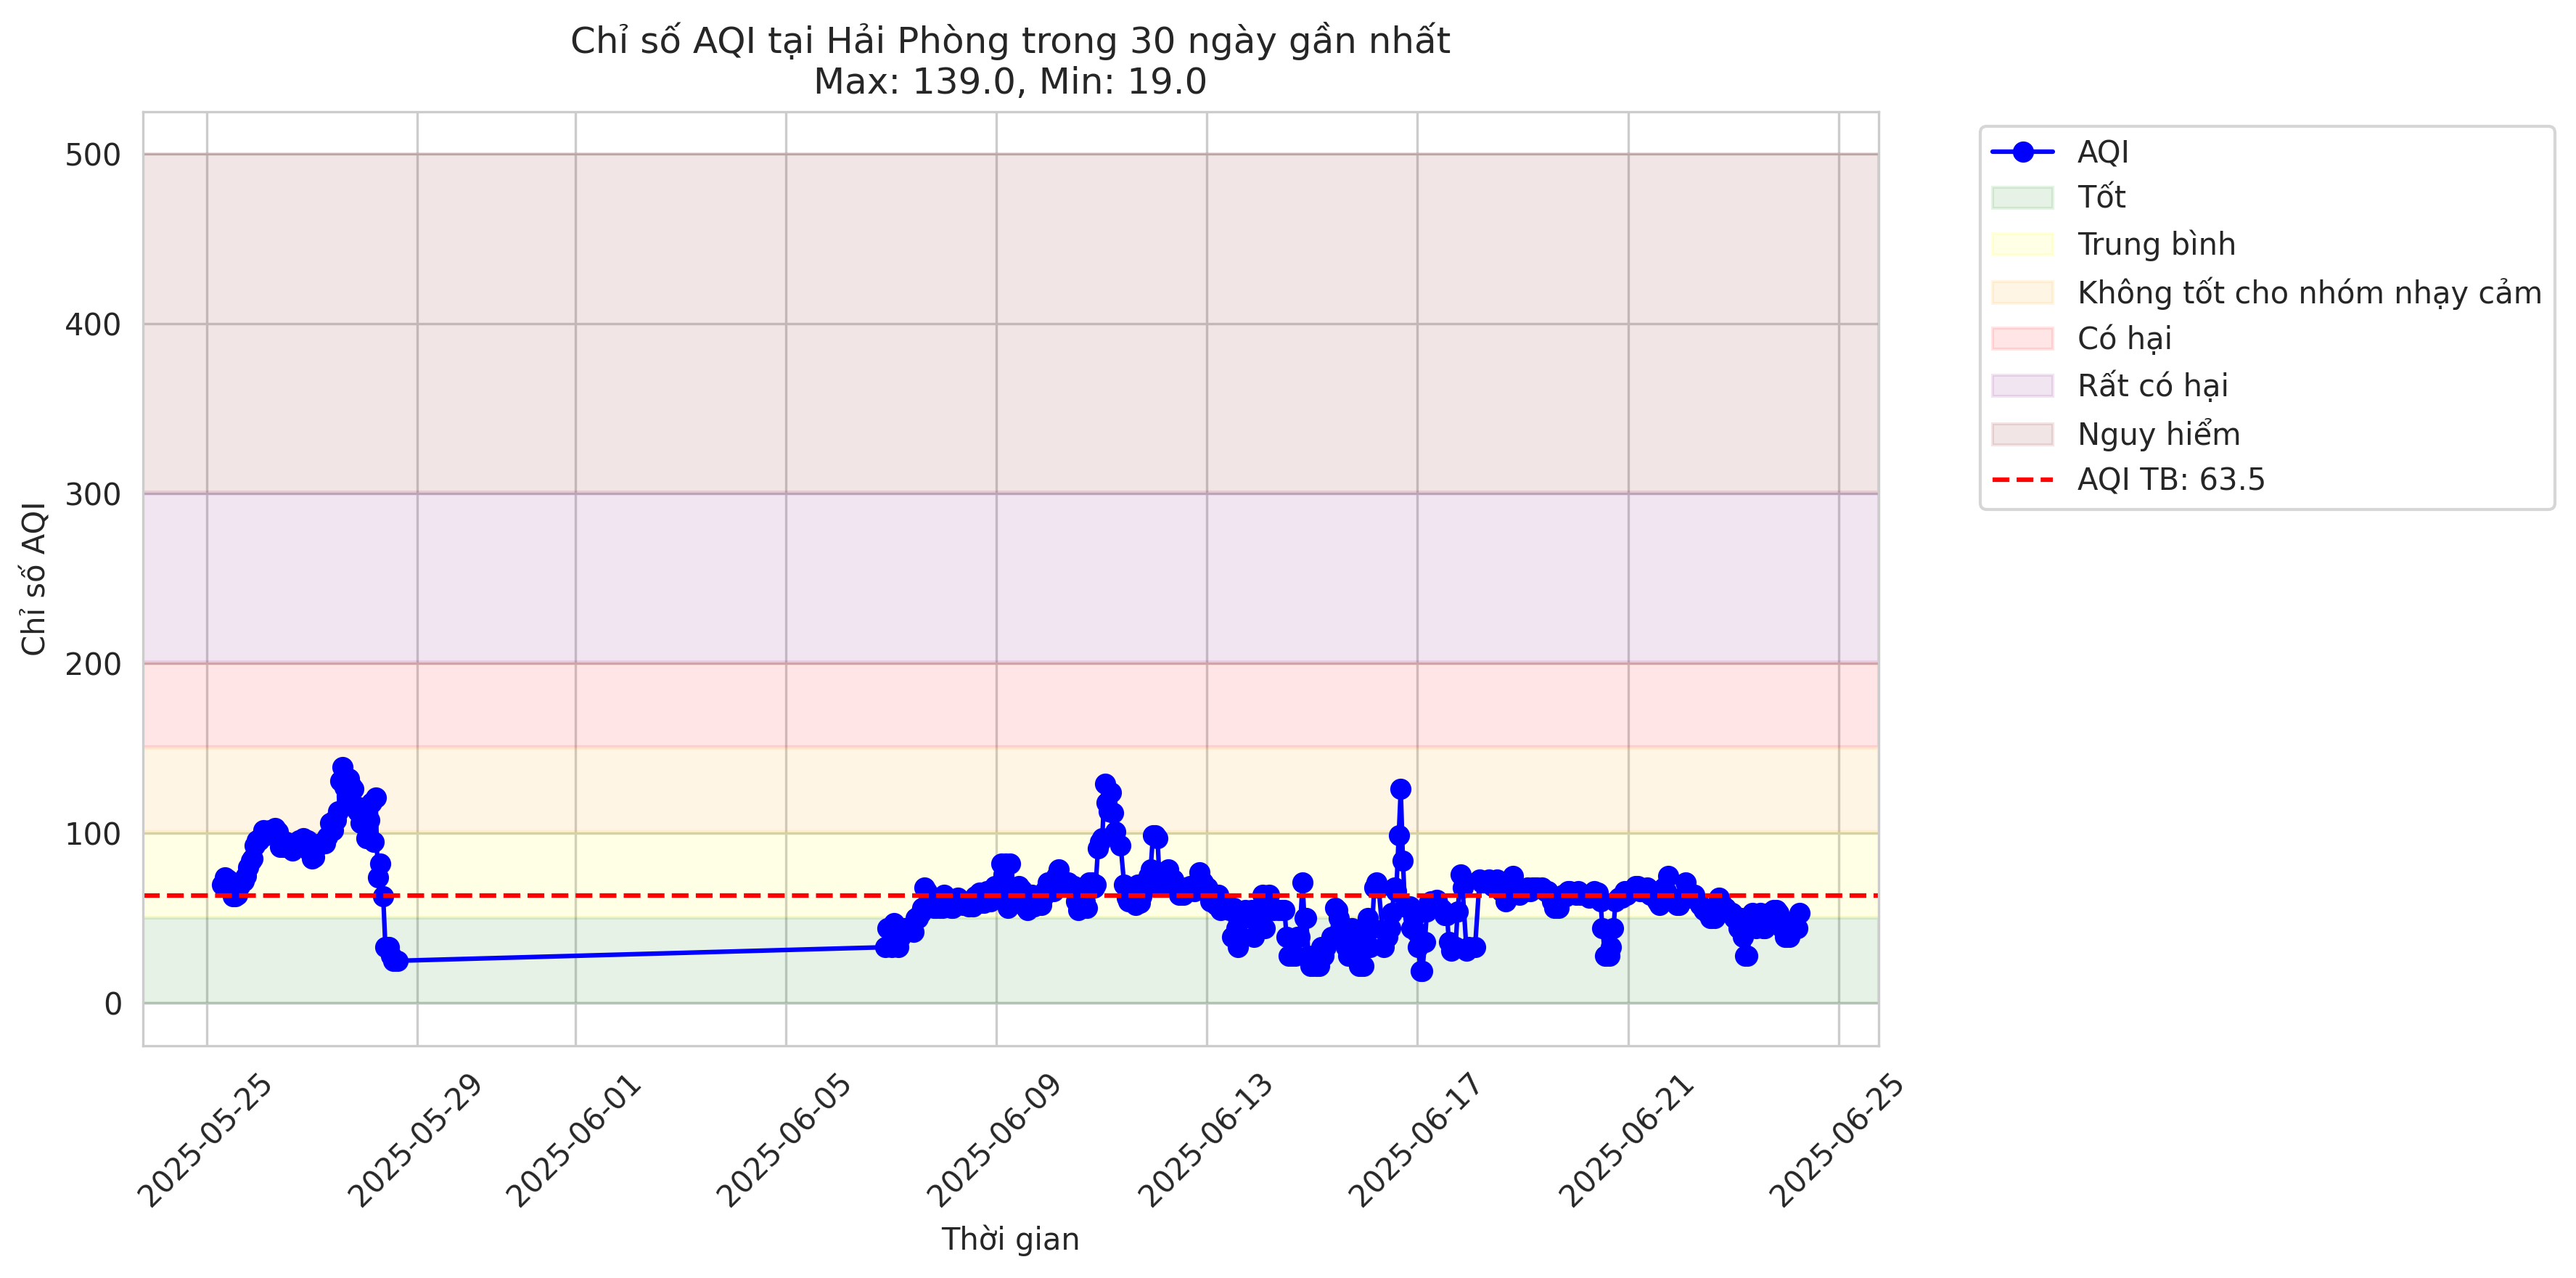 Chỉ số AQI tại Hải Phòng trong 30 ngày gần nhất
Max: 139.0, Min: 19.0
Chỉ số AQI
500
400
300
200
100
0
2025-05-25
2025-05-29
2025-06-01
2025-06-05
2025-06-09
2025-06-13
2025-06-17
2025-06-21
2025-06-25
Thời gian
AQI
Tốt
Trung bình
Không tốt cho nhóm nhạy cảm
Có hại
Rất có hại
Nguy hiểm
AQI TB: 63.5